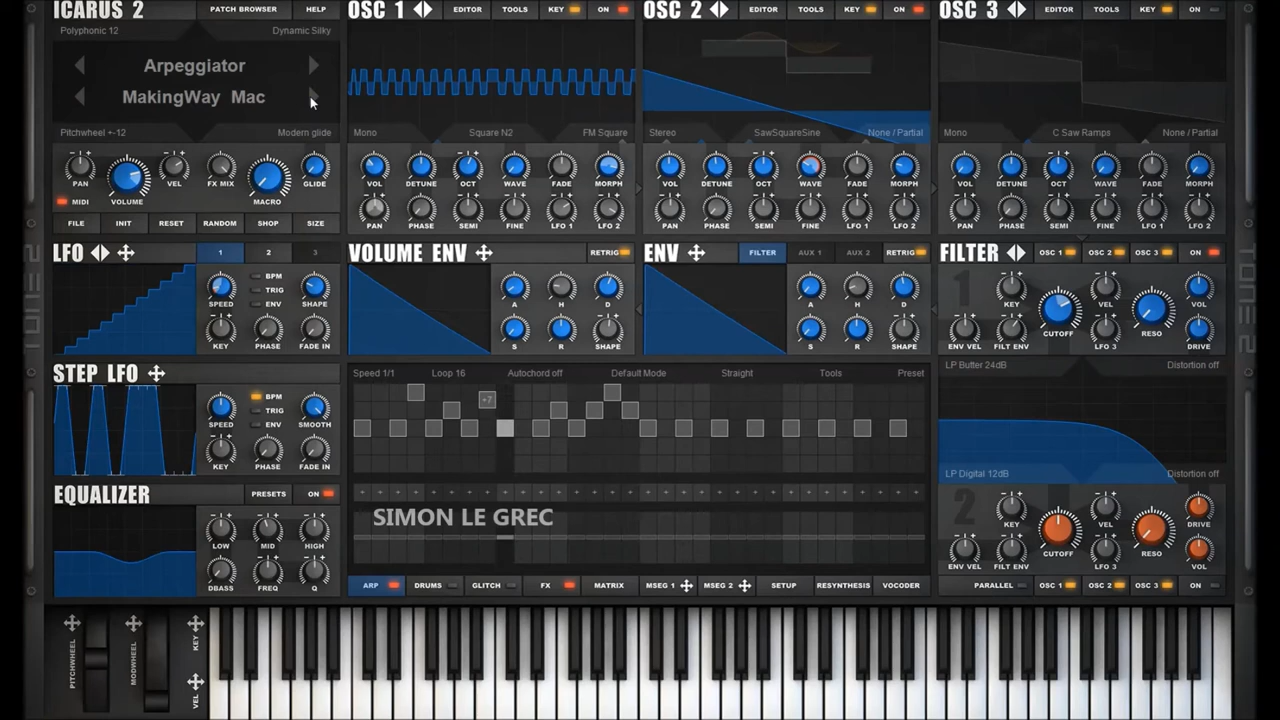 ICARUS 2 PATCH BROWSER HELP
Polyphonic 12 Dynamic Silky
Arpeggiator
MakingWay Mac
Pitchwheel +-12 Modern glide
PAN VOLUME VEL FX MIX MACRO GLIDE
MIDI
FILE INIT RESET RANDOM SHOP SIZE
OSC 1 EDITOR TOOLS KEY ON
Mono Square N2 FM Square
VOL DETUNE OCT WAVE FADE MORPH
PAN PHASE SEMI FINE LFO 1 LFO 2
OSC 2 EDITOR TOOLS KEY ON
Stereo SawSquareSine None / Partial
VOL DETUNE OCT WAVE FADE MORPH
PAN PHASE SEMI FINE LFO 1 LFO 2
OSC 3 EDITOR TOOLS KEY ON
Mono C Saw Ramps None / Partial
VOL DETUNE OCT WAVE FADE MORPH
PAN PHASE SEMI FINE LFO 1 LFO 2
LFO 1 2 3
BPM
TRIG
ENV
SPEED SHAPE
KEY PHASE FADE IN
VOLUME ENV RETRIG
A H D
S R SHAPE
ENV FILTER AUX 1 AUX 2 RETRIG
A H D
S R SHAPE
FILTER OSC 1 OSC 2 OSC 3 ON
1
KEY CUTOFF VEL RESO VOL
ENV VEL FILT ENV LFO 3 DRIVE
LP Butter 24dB Distortion off
STEP LFO
BPM
TRIG
ENV
SPEED SMOOTH
KEY PHASE FADE IN
Speed 1/1 Loop 16 Autochord off Default Mode Straight Tools Preset
+7
SIMON LE GREC
ARP DRUMS GLITCH FX MATRIX MSEG 1 MSEG 2 SETUP RESYNTHESIS VOCODER
LP Digital 12dB Distortion off
2
KEY CUTOFF VEL RESO DRIVE
ENV VEL FILT ENV LFO 3 VOL
PARALLEL OSC 1 OSC 2 OSC 3 ON
EQUALIZER PRESETS ON
LOW MID HIGH
DBASS FREQ Q
PITCHWHEEL MODWHEEL KEY
VEL
TONE 2
TONE 2